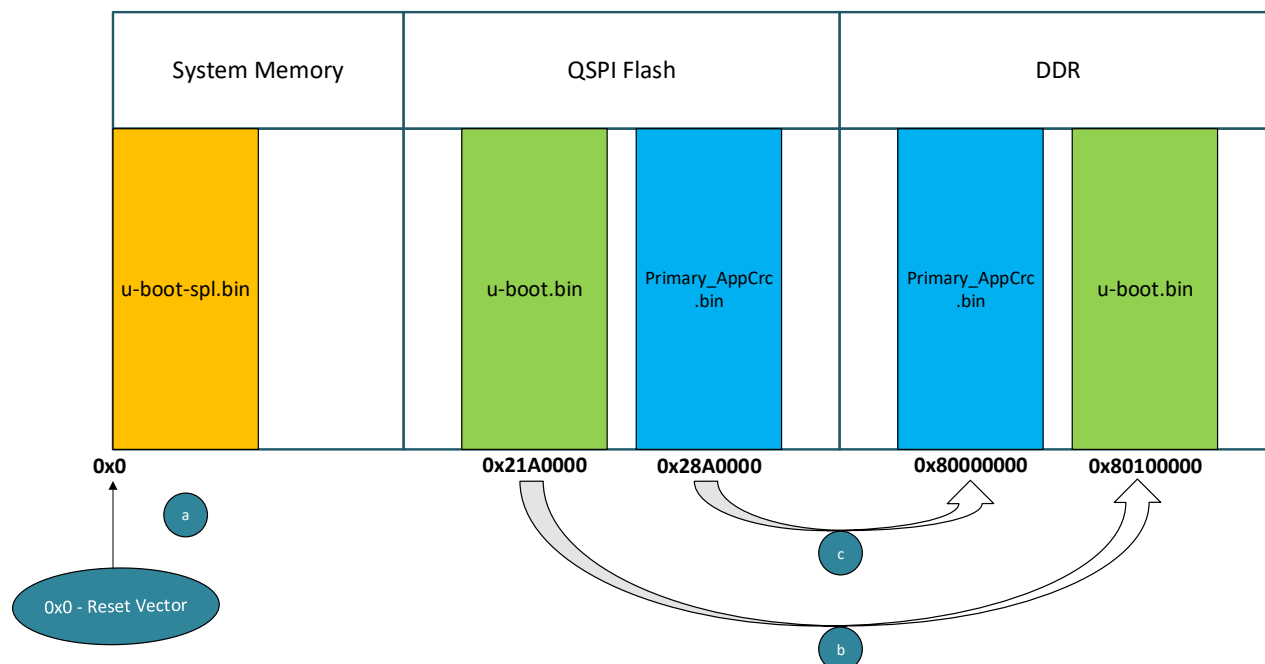 System Memory
QSPI Flash
DDR
u-boot-spl.bin
u-boot.bin
Primary_AppCrc
.bin
Primary_AppCrc
.bin
u-boot.bin
0x0
0x21A0000
0x28A0000
0x80000000
0x80100000
a
c
0x0 - Reset Vector
b